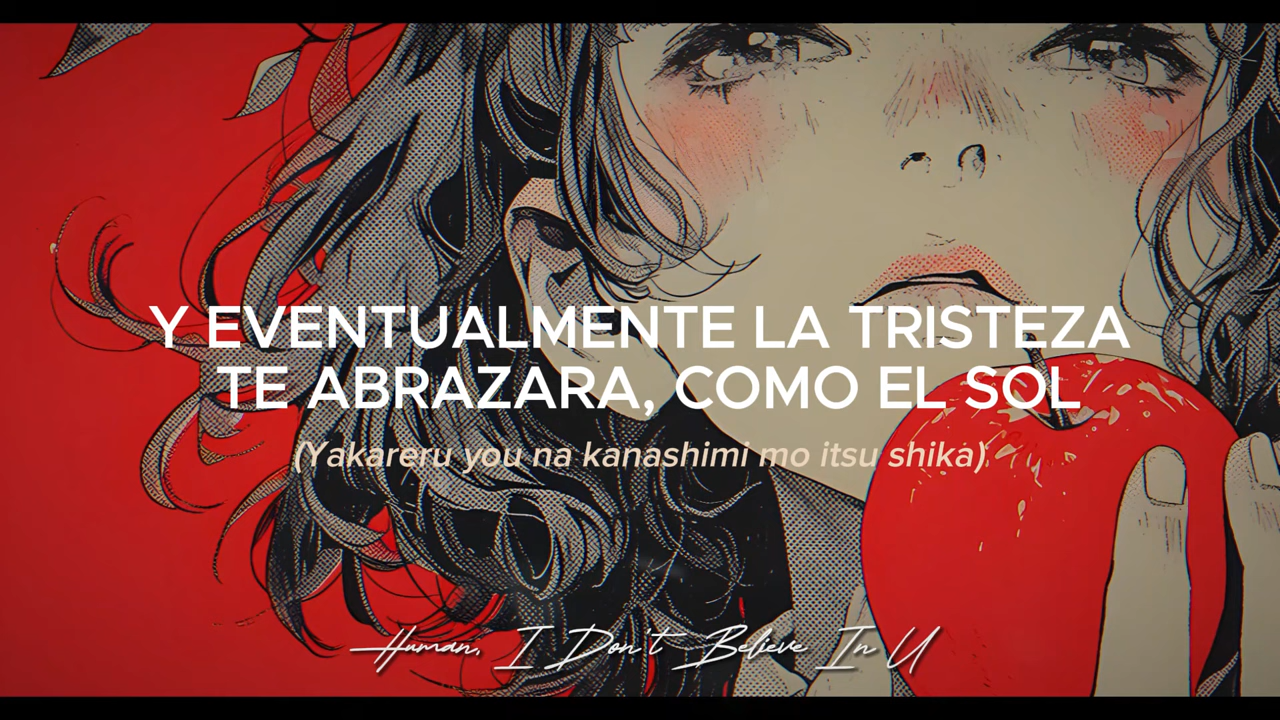 Y EVENTUALMENTE LA TRISTEZA
TE ABRAZARA, COMO EL SOL
(Yakareru you na kanashimi mo itsu shika)
Human, I Don't Believe In U